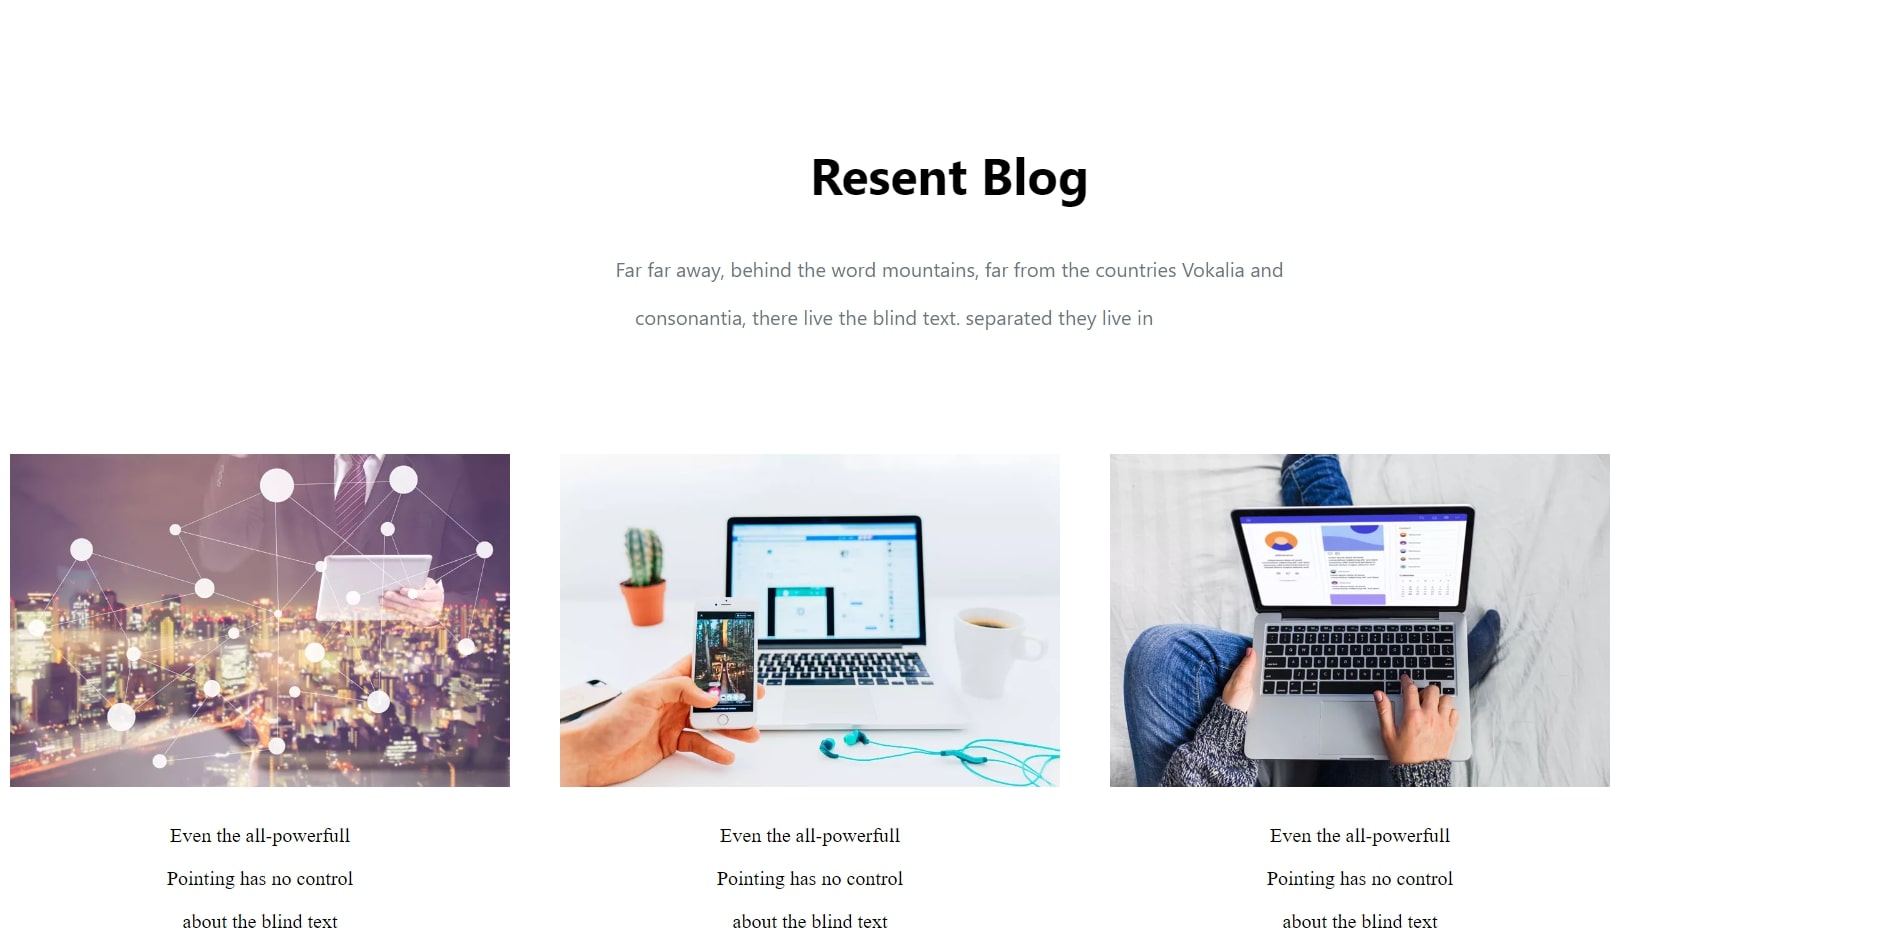 Resent Blog
Far far away, behind the word mountains, far from the countries Vokalia and
consonantia, there live the blind text. separated they live in
Even the all-powerfull
Pointing has no control
about the blind text
Even the all-powerfull
Pointing has no control
about the blind text
Even the all-powerfull
Pointing has no control
about the blind text